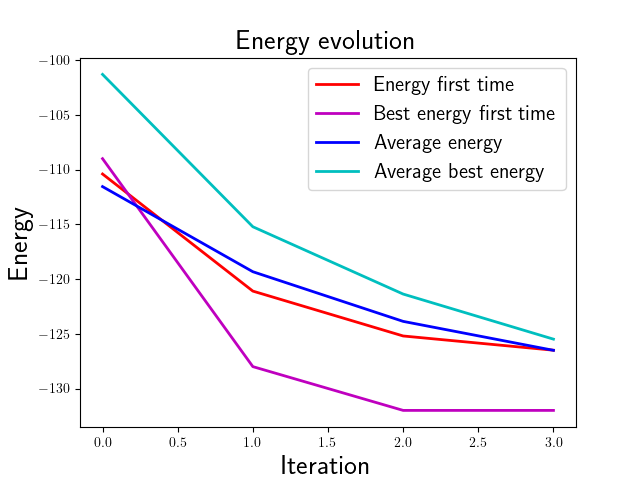 Energy evolution
−100
−105
−110
−115
−120
−125
−130
Energy
Energy first time
Best energy first time
Average energy
Average best energy
0.0 0.5 1.0 1.5 2.0 2.5 3.0
Iteration